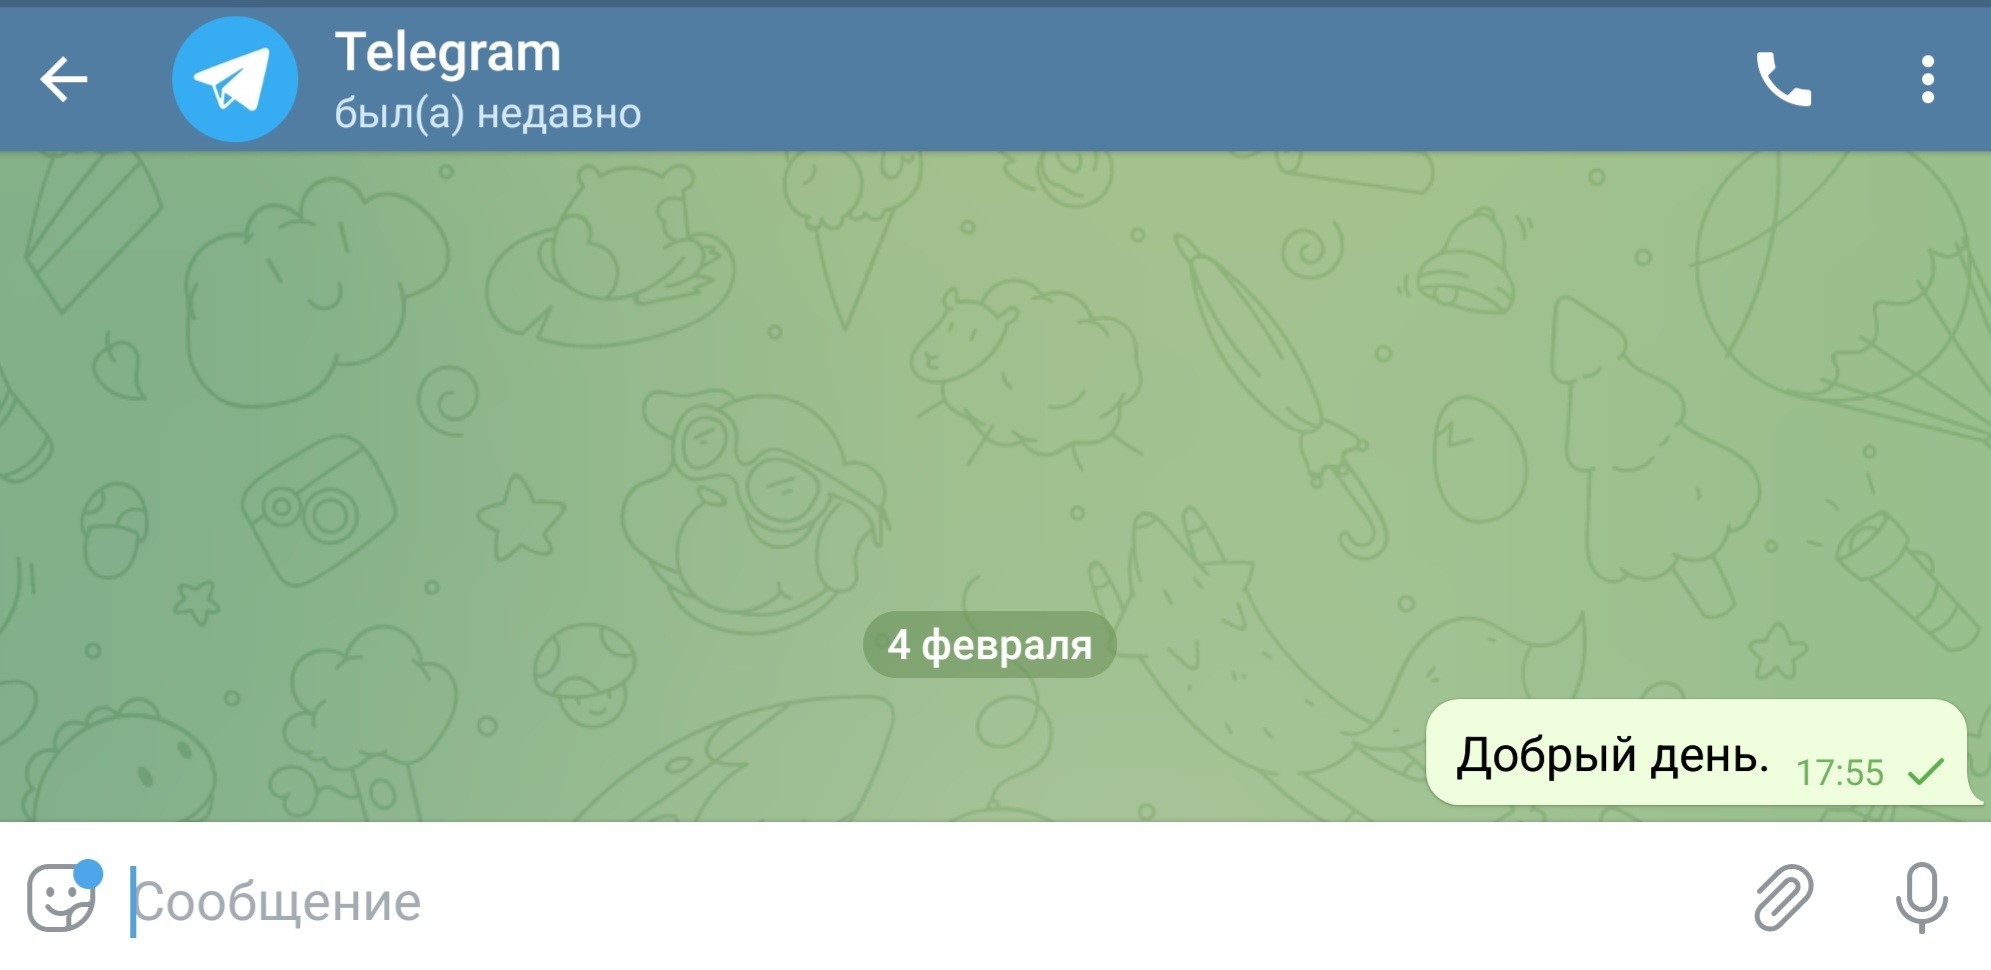 Telegram
был(а) недавно
4 февраля
Добрый день. 17:55
Сообщение